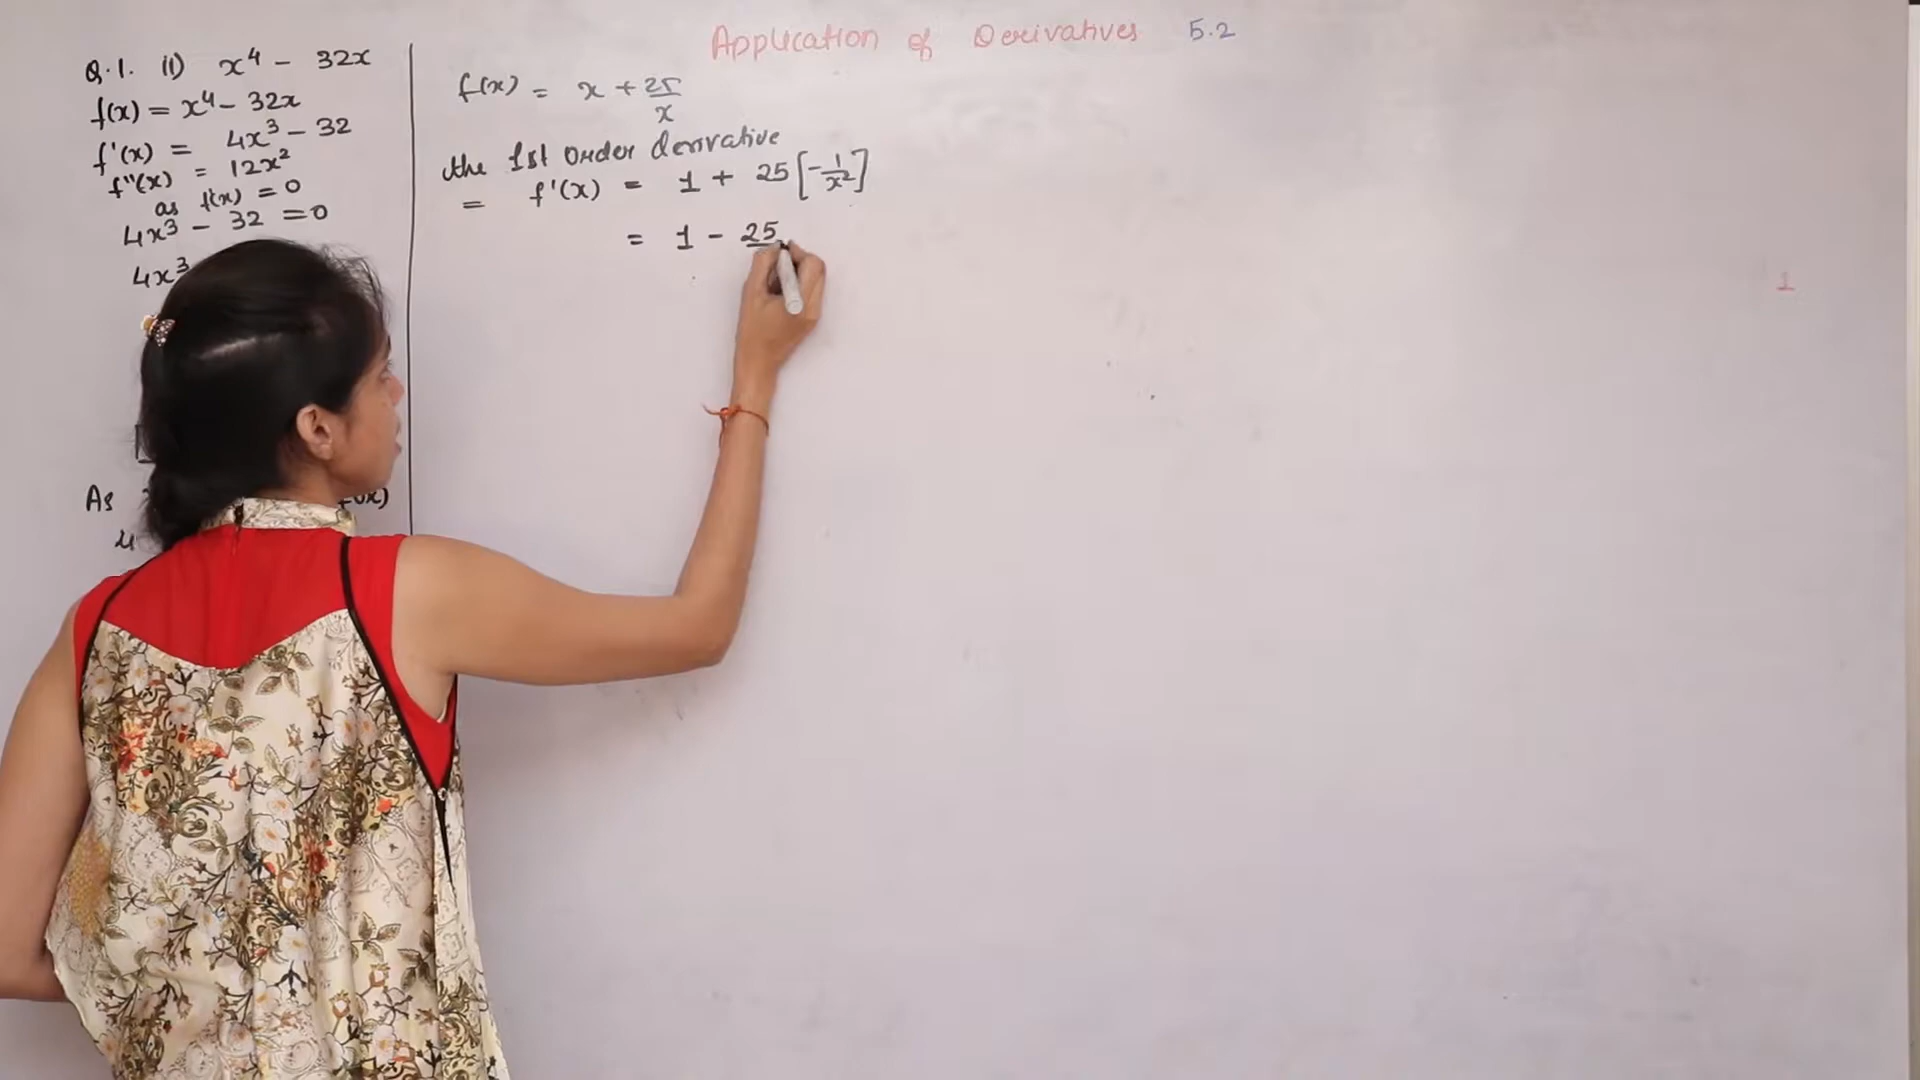 Application of Derivatives 5.2
Q.1. (i) x⁴ - 32x
f(x) = x⁴ - 32x
f'(x) = 4x³ - 32
f''(x) = 12x²
as f'(x) = 0
4x³ - 32 = 0
4x³
As
f(x) = x + 25/x
the 1st order derivative
= f'(x) = 1 + 25[-1/x²]
= 1 - 25
1